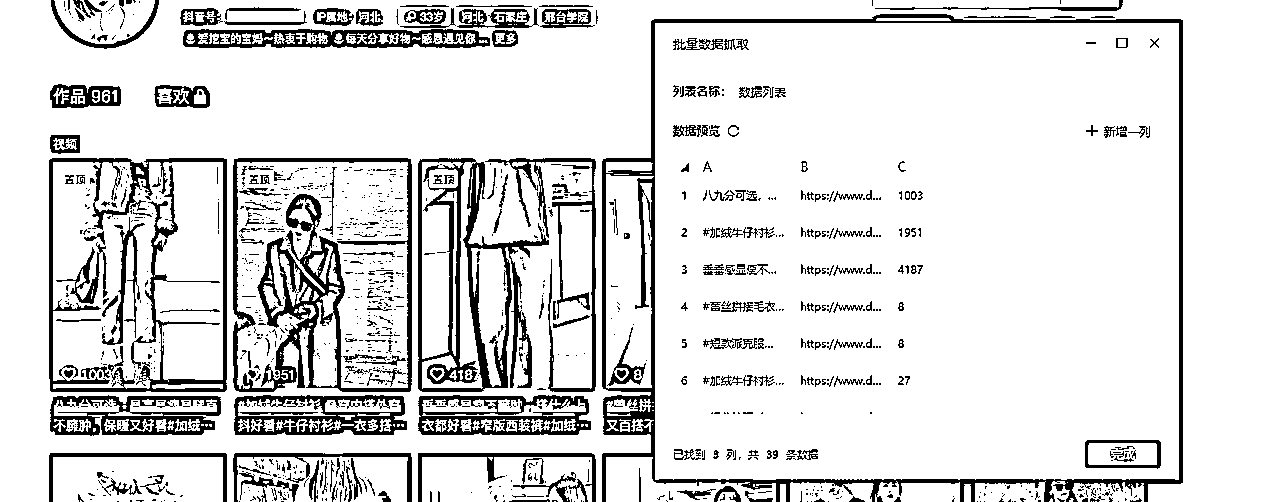 抖音号: IP属地: 河北 33岁 河北·石家庄 邢台学院
爱挖宝的宝妈~热衷于购物 每天分享好物~感恩遇见你... 更多
作品 961 喜欢
视频
置顶 置顶 置顶
1003 1951 4187 8
不臃肿, 保暖又好看#加绒...
抖好看#牛仔衬衫#一衣多搭...
衣都好看#窄版西装裤#加绒...
又百搭不
批量数据抓取
列表名称: 数据列表
数据预览 新增一列
A B C
1 八九分可选, ... https://www.d... 1003
2 #加绒牛仔衬衫... https://www.d... 1951
3 垂垂感显瘦不... https://www.d... 4187
4 #蕾丝拼接毛衣... https://www.d... 8
5 #短款派克服... https://www.d... 8
6 #加绒牛仔衬衫... https://www.d... 27
已找到 3 列, 共 39 条数据
完成